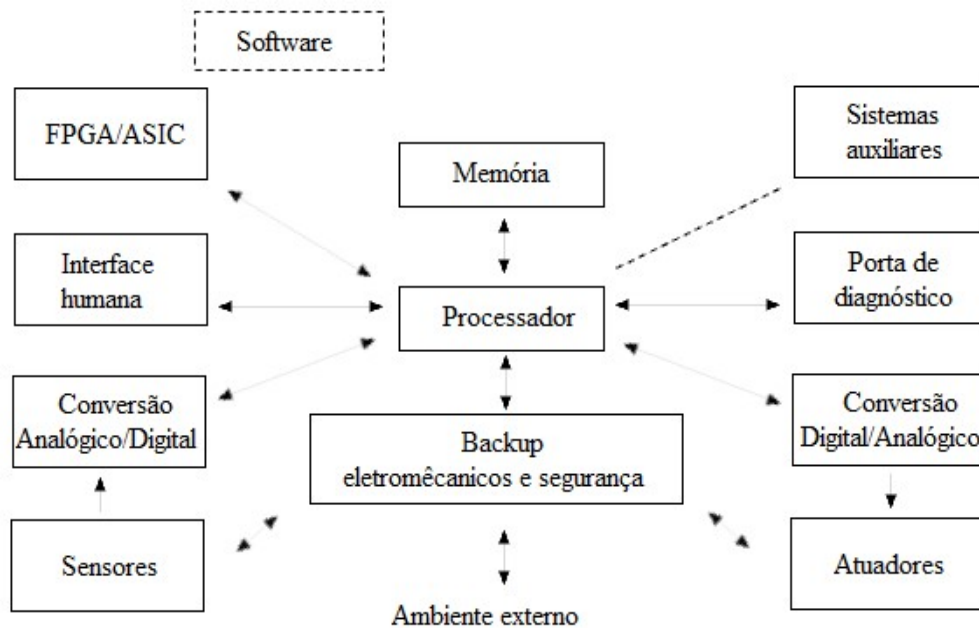 Software
FPGA/ASIC
Sistemas
auxiliares
Memória
Interface
humana
Porta de
diagnóstico
Processador
Conversão
Analógico/Digital
Conversão
Digital/Analógico
Backup
eletromêcanicos e segurança
Sensores
Atuadores
Ambiente externo